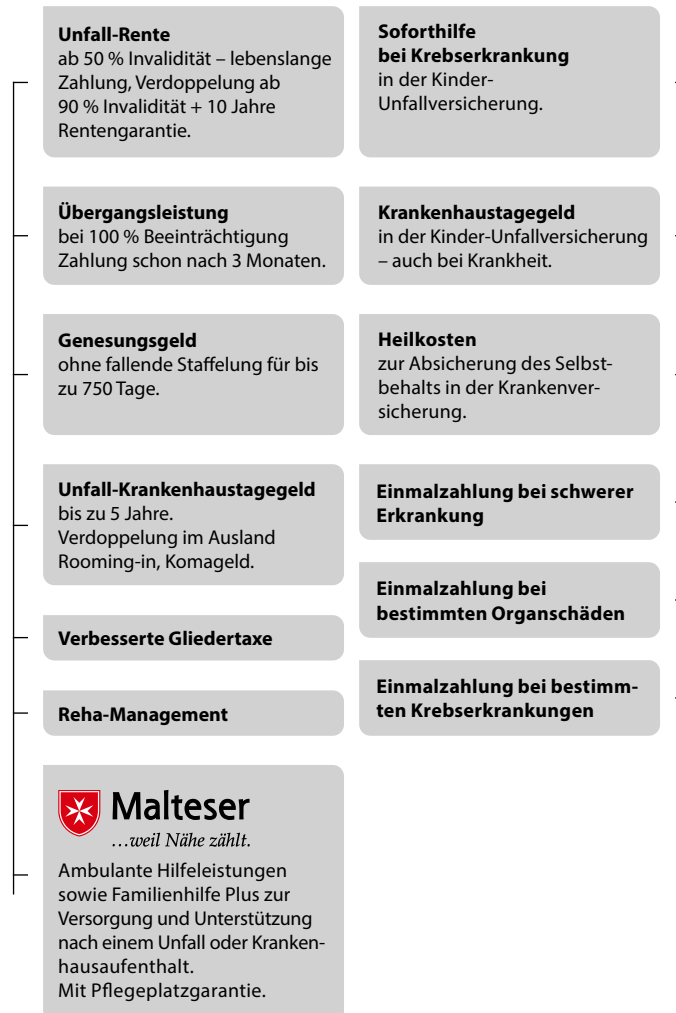 Unfall-Rente
ab 50 % Invalidität – lebenslange
Zahlung, Verdoppelung ab
90 % Invalidität + 10 Jahre
Rentengarantie.
Übergangsleistung
bei 100 % Beeinträchtigung
Zahlung schon nach 3 Monaten.
Genesungsgeld
ohne fallende Staffelung für bis
zu 750 Tage.
Unfall-Krankenhaustagegeld
bis zu 5 Jahre.
Verdoppelung im Ausland
Rooming-in, Komageld.
Verbesserte Gliedertaxe
Reha-Management
Malteser
…weil Nähe zählt.
Ambulante Hilfeleistungen
sowie Familienhilfe Plus zur
Versorgung und Unterstützung
nach einem Unfall oder Kranken-
hausaufenthalt.
Mit Pflegeplatzgarantie.
Soforthilfe
bei Krebserkrankung
in der Kinder-
Unfallversicherung.
Krankenhaustagegeld
in der Kinder-Unfallversicherung
– auch bei Krankheit.
Heilkosten
zur Absicherung des Selbst-
behalts in der Krankenver-
sicherung.
Einmalzahlung bei schwerer
Erkrankung
Einmalzahlung bei
bestimmten Organschäden
Einmalzahlung bei bestimm-
ten Krebserkrankungen